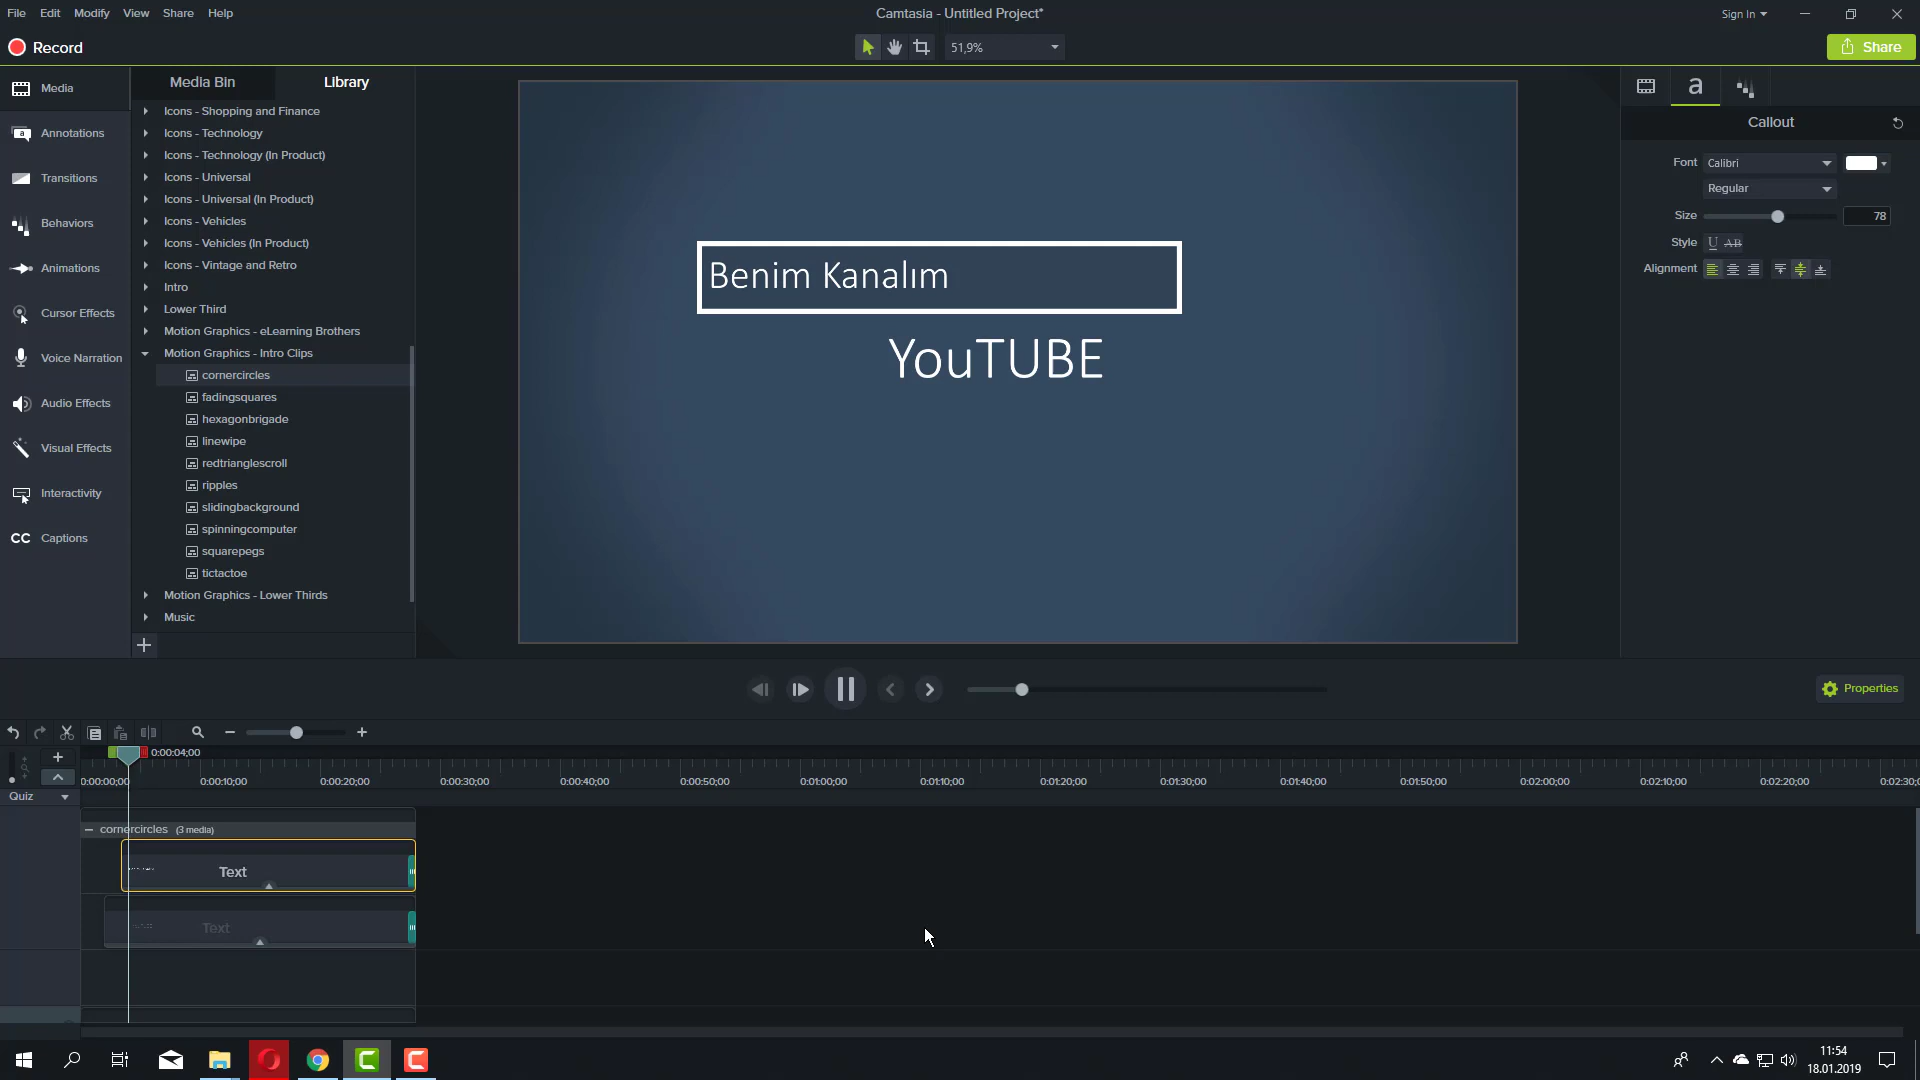 File Edit Modify View Share Help
Camtasia - Untitled Project*
Sign In
Record
51,9%
Share
Media
Annotations
Transitions
Behaviors
Animations
Cursor Effects
Voice Narration
Audio Effects
Visual Effects
Interactivity
CC Captions
Media Bin
Library
Icons - Shopping and Finance
Icons - Technology
Icons - Technology (In Product)
Icons - Universal
Icons - Universal (In Product)
Icons - Vehicles
Icons - Vehicles (In Product)
Icons - Vintage and Retro
Intro
Lower Third
Motion Graphics - eLearning Brothers
Motion Graphics - Intro Clips
cornercircles
fadingsquares
hexagonbrigade
linewipe
redtrianglescroll
ripples
slidingbackground
spinningcomputer
squarepegs
tictactoe
Motion Graphics - Lower Thirds
Music
Benim Kanalım
YouTUBE
a
Callout
Font Calibri
Regular
Size 78
Style U AB
Alignment
Properties
0:00:04;00
0:00:00;00 0:00:10;00 0:00:20;00 0:00:30;00 0:00:40;00 0:00:50;00 0:01:00;00 0:01:10;00 0:01:20;00 0:01:30;00 0:01:40;00 0:01:50;00 0:02:00;00 0:02:10;00 0:02:20;00 0:02:30;
Quiz
cornercircles (3 media)
Text
Text
11:54
18.01.2019